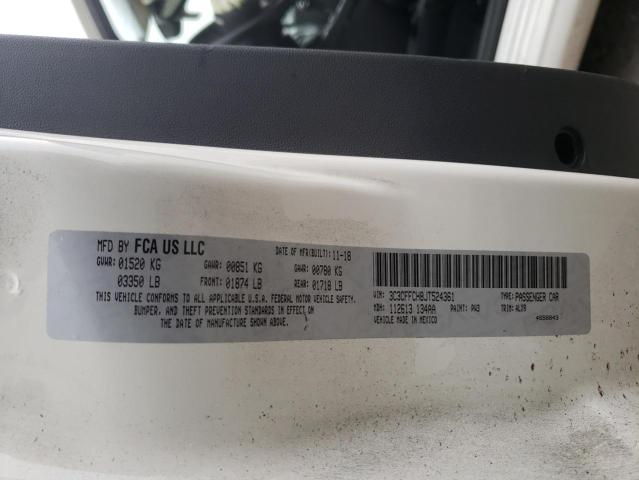 MFD BY FCA US LLC
DATE OF MFR(BUILT): 11-18
GVWR: 01520 KG GAWR: 00851 KG GAWR: 00780 KG
03350 LB FRONT: 01874 LB REAR: 01718 LB
THIS VEHICLE CONFORMS TO ALL APPLICABLE U.S.A. FEDERAL MOTOR VEHICLE SAFETY,
BUMPER, AND THEFT PREVENTION STANDARDS IN EFFECT ON
THE DATE OF MANUFACTURE SHOWN ABOVE.
VIN: 3C3CFFCH8JT524361 TYPE: PASSENGER CAR
MDH: 112613 134AA PAINT: PW3 TRIM: ALX9
VEHICLE MADE IN MEXICO
4658843